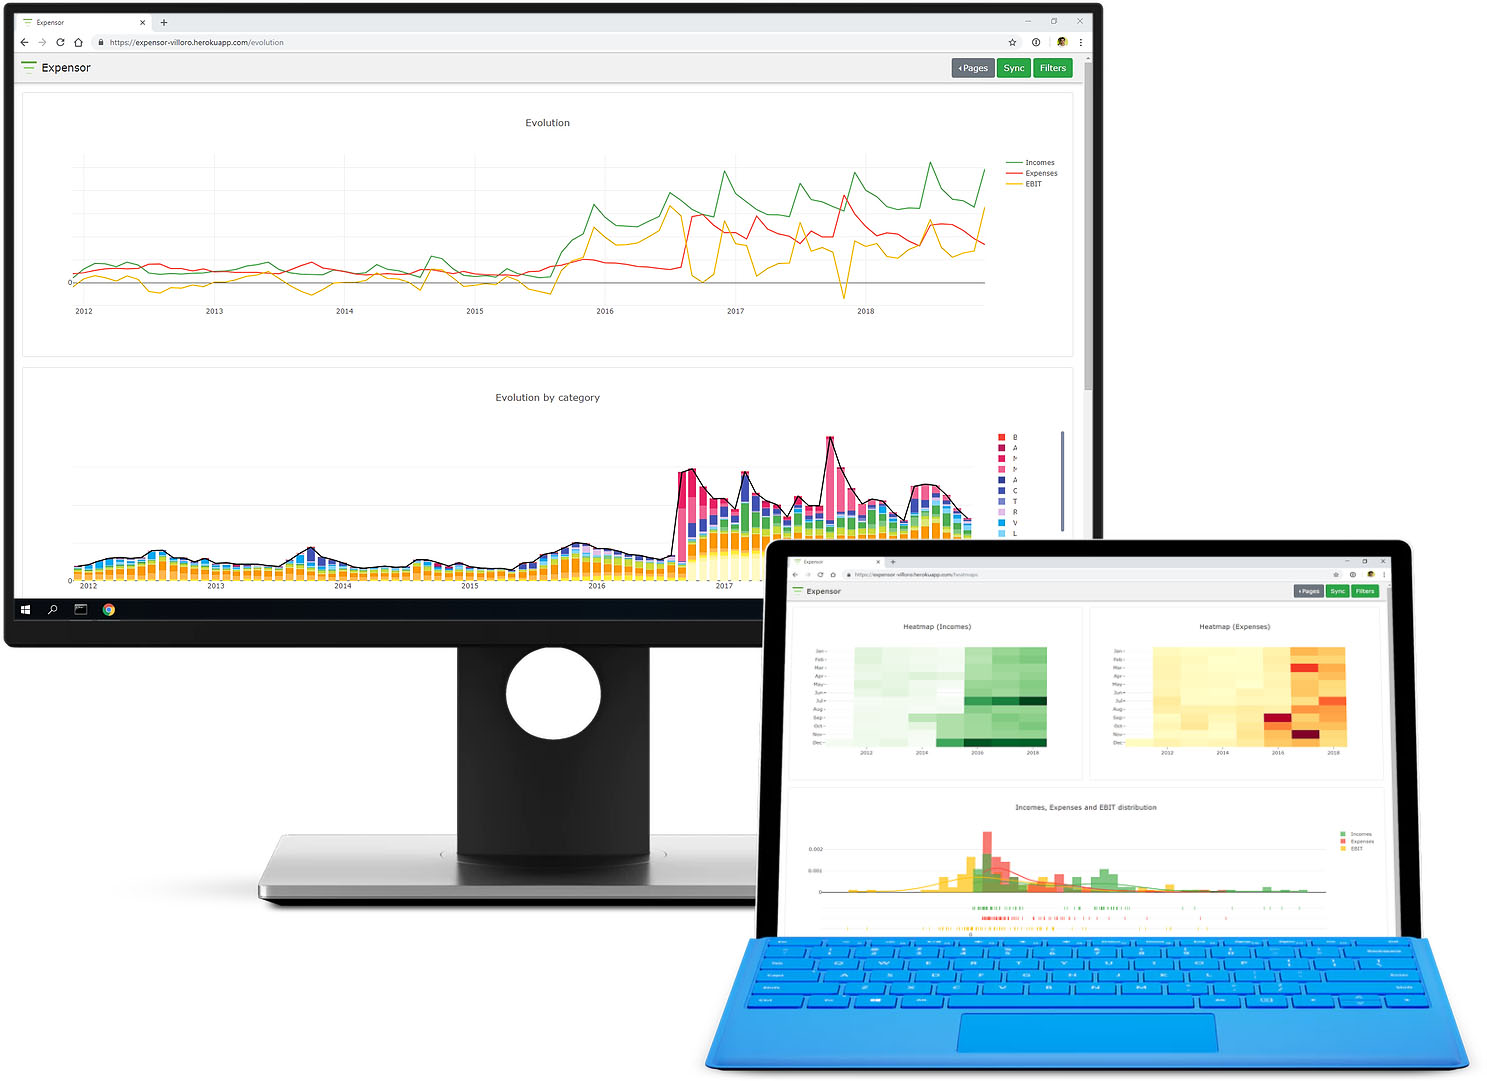 Expensor
https://expensor-villoro.herokuapp.com/evolution
Expensor
Pages Sync Filters
Evolution
Incomes
Expenses
EBIT
0
2012 2013 2014 2015 2016 2017 2018
Evolution by category
B
A
M
A
C
T
R
V
L
0
2012 2013 2014 2015 2016 2017
Expensor
https://expensor-villoro.herokuapp.com/heatmaps
Expensor
Pages Sync Filters
Heatmap (Incomes)
Jan
Feb
Mar
Apr
May
Jun
Jul
Aug
Sep
Oct
Nov
Dec
2012 2014 2016 2018
Heatmap (Expenses)
Jan
Feb
Mar
Apr
May
Jun
Jul
Aug
Sep
Oct
Nov
Dec
2012 2014 2016 2018
Incomes, Expenses and EBIT distribution
Incomes
Expenses
EBIT
0.002
0.001
0
0
Q W E R T Y U I O P
A S D F G H J K L
Z X C V B N M